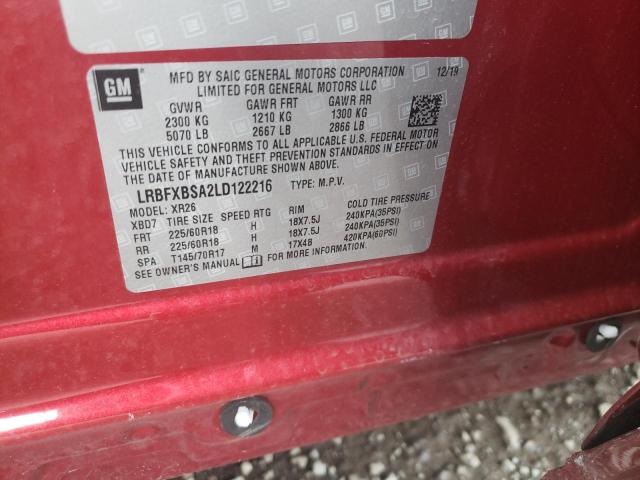 GM
MFD BY SAIC GENERAL MOTORS CORPORATION 12/19
LIMITED FOR GENERAL MOTORS LLC
GVWR GAWR FRT GAWR RR
2300 KG 1210 KG 1300 KG
5070 LB 2667 LB 2866 LB
THIS VEHICLE CONFORMS TO ALL APPLICABLE U.S. FEDERAL MOTOR
VEHICLE SAFETY AND THEFT PREVENTION STANDARDS IN EFFECT ON
THE DATE OF MANUFACTURE SHOWN ABOVE.
LRBFXBSA2LD122216 TYPE: M.P.V.
MODEL: XR26
XBD7 TIRE SIZE SPEED RTG RIM COLD TIRE PRESSURE
FRT 225/60R18 H 18X7.5J 240KPA(35PSI)
RR 225/60R18 H 18X7.5J 240KPA(35PSI)
SPA T145/70R17 M 17X4B 420KPA(60PSI)
SEE OWNER'S MANUAL FOR MORE INFORMATION